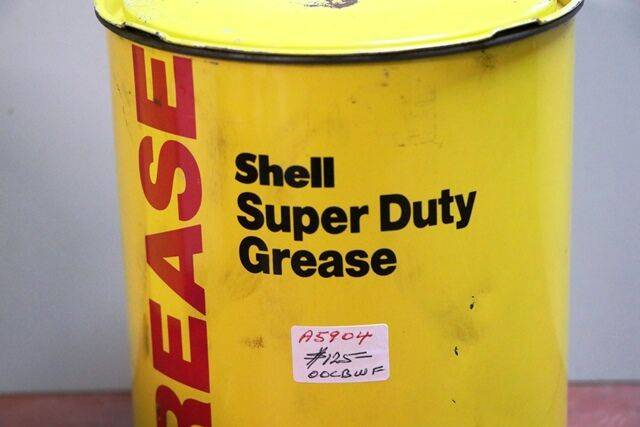 REASE
Shell
Super Duty
Grease
A5904
$125-
OOCBWF